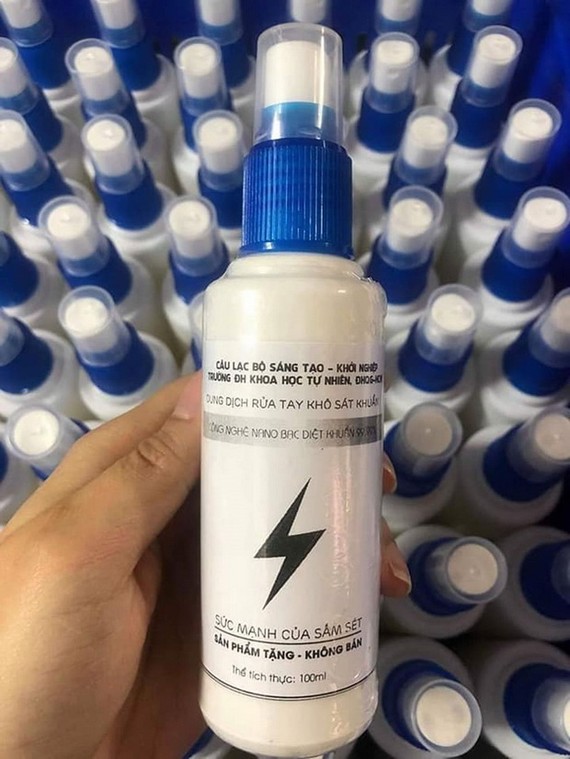 CÂU LẠC BỘ SÁNG TẠO - KHỞI NGHIỆP
TRƯỜNG ĐH KHOA HỌC TỰ NHIÊN, ĐHQG-HCM
DUNG DỊCH RỬA TAY KHÔ SÁT KHUẨN
CÔNG NGHỆ NANO BẠC DIỆT KHUẨN
SỨC MẠNH CỦA SẤM SÉT
SẢN PHẨM TẶNG - KHÔNG BÁN
Thể tích thực: 100ml